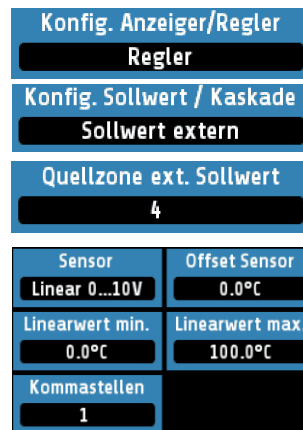 Konfig. Anzeiger/Regler
Regler
Konfig. Sollwert / Kaskade
Sollwert extern
Quellzone ext. Sollwert
4
Sensor
Offset Sensor
Linear 0...10V
0.0°C
Linearwert min.
Linearwert max.
0.0°C
100.0°C
Kommastellen
1